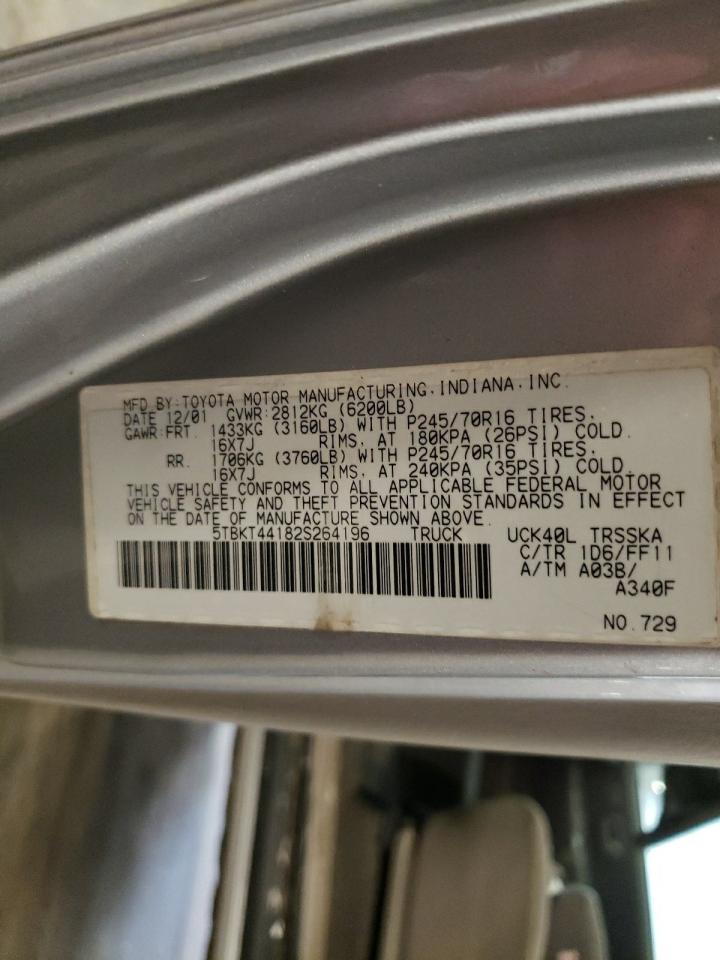 MFD BY: TOYOTA MOTOR MANUFACTURING, INDIANA, INC.
DATE 12/01 GVWR: 2812KG (6200LB)
GAWR: FRT. 1433KG (3160LB) WITH P245/70R16 TIRES.
16X7J RIMS. AT 180KPA (26PSI) COLD.
RR. 1706KG (3760LB) WITH P245/70R16 TIRES.
16X7J RIMS. AT 240KPA (35PSI) COLD.
THIS VEHICLE CONFORMS TO ALL APPLICABLE FEDERAL MOTOR
VEHICLE SAFETY AND THEFT PREVENTION STANDARDS IN EFFECT
ON THE DATE OF MANUFACTURE SHOWN ABOVE.
5TBKT44182S264196 TRUCK UCK40L TRSSKA
C/TR 1D6/FF11
A/TM A03B/
A340F
NO. 729